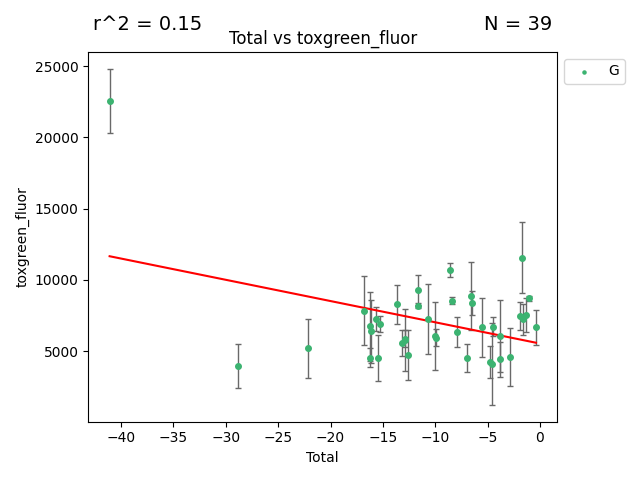 r^2 = 0.15
N = 39
Total vs toxgreen_fluor
G
25000
20000
15000
10000
5000
toxgreen_fluor
−40
−35
−30
−25
−20
−15
−10
−5
0
Total